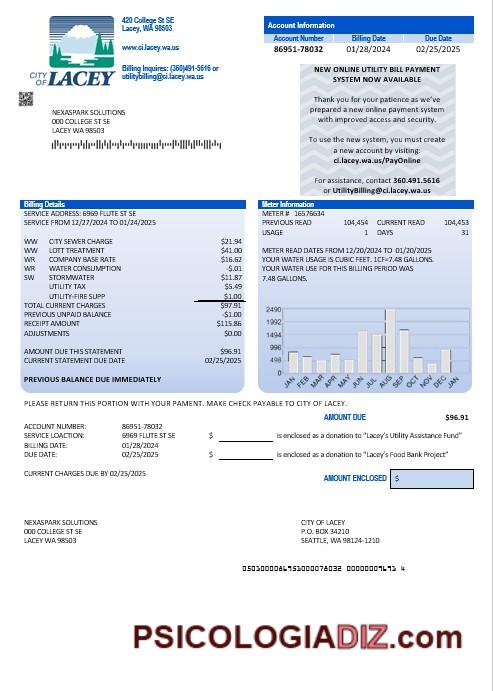 CITY OF LACEY
420 College St SE
Lacey, WA 98503
www.ci.lacey.wa.us
Billing Inquires: (360)491-5616 or
utilitybilling@ci.lacey.wa.us
Account Information
Account Number Billing Date Due Date
86951-78032 01/28/2024 02/25/2025
NEW ONLINE UTILITY BILL PAYMENT
SYSTEM NOW AVAILABLE
Thank you for your patience as we've
prepared a new online payment system
with improved access and security.
To use the new system, you must create
a new account by visiting:
ci.lacey.wa.us/PayOnline
For assistance, contact 360.491.5616
or UtilityBilling@ci.lacey.wa.us
NEXASPARK SOLUTIONS
000 COLLEGE ST SE
LACEY WA 98503
Billing Details
SERVICE ADDRESS: 6969 FLUTE ST SE
SERVICE FROM 12/27/2024 TO 01/24/2025
WW CITY SEWER CHARGE $21.94
WW LOTT TREATMENT $41.00
WR COMPANY BASE RATE $16.62
WR WATER CONSUMPTION -$.01
SW STORMWATER $11.87
UTILITY TAX $5.49
UTILITY-FIRE SUPP $1.00
TOTAL CURRENT CHARGES $97.91
PREVIOUS UNPAID BALANCE -$1.00
RECEIPT AMOUNT $115.86
ADJUSTMENTS $0.00
AMOUNT DUE THIS STATEMENT $96.91
CURRENT STATEMENT DUE DATE 02/25/2025
PREVIOUS BALANCE DUE IMMEDIATELY
Meter Information
METER # 16576634
PREVIOUS READ 104,454 CURRENT READ 104,453
USAGE 1 DAYS 31
METER READ DATES FROM 12/20/2024 TO 01/20/2025
YOUR WATER USAGE IS CUBIC FEET. 1CF=7.48 GALLONS.
YOUR WATER USE FOR THIS BILLING PERIOD WAS
7.48 GALLONS.
2490
1992
1494
996
498
0
JAN FEB MAR APR MAY JUN JUL AUG SEP OCT NOV DEC JAN
PLEASE RETURN THIS PORTION WITH YOUR PAMENT. MAKE CHECK PAYABLE TO CITY OF LACEY.
AMOUNT DUE $96.91
ACCOUNT NUMBER: 86951-78032
SERVICE LOACTION: 6969 FLUTE ST SE $ is enclosed as a donation to "Lacey's Utility Assistance Fund"
BILLING DATE: 01/28/2024
DUE DATE: 02/25/2025 $ is enclosed as a donation to "Lacey's Food Bank Project"
CURRENT CHARGES DUE BY 02/25/2025
AMOUNT ENCLOSED $
NEXASPARK SOLUTIONS
000 COLLEGE ST SE
LACEY WA 98503
CITY OF LACEY
P.O. BOX 34210
SEATTLE, WA 98124-1210
PSICOLOGIADIZ.com